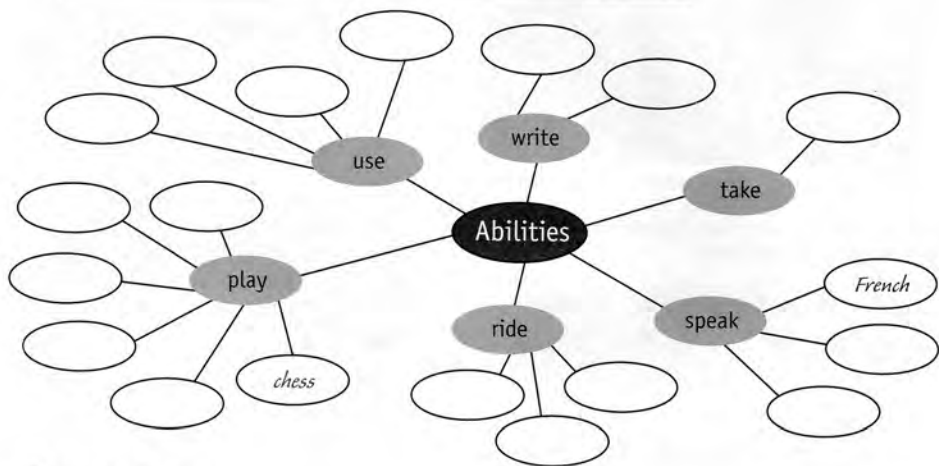 write
use
take
Abilities
play
French
ride
speak
chess